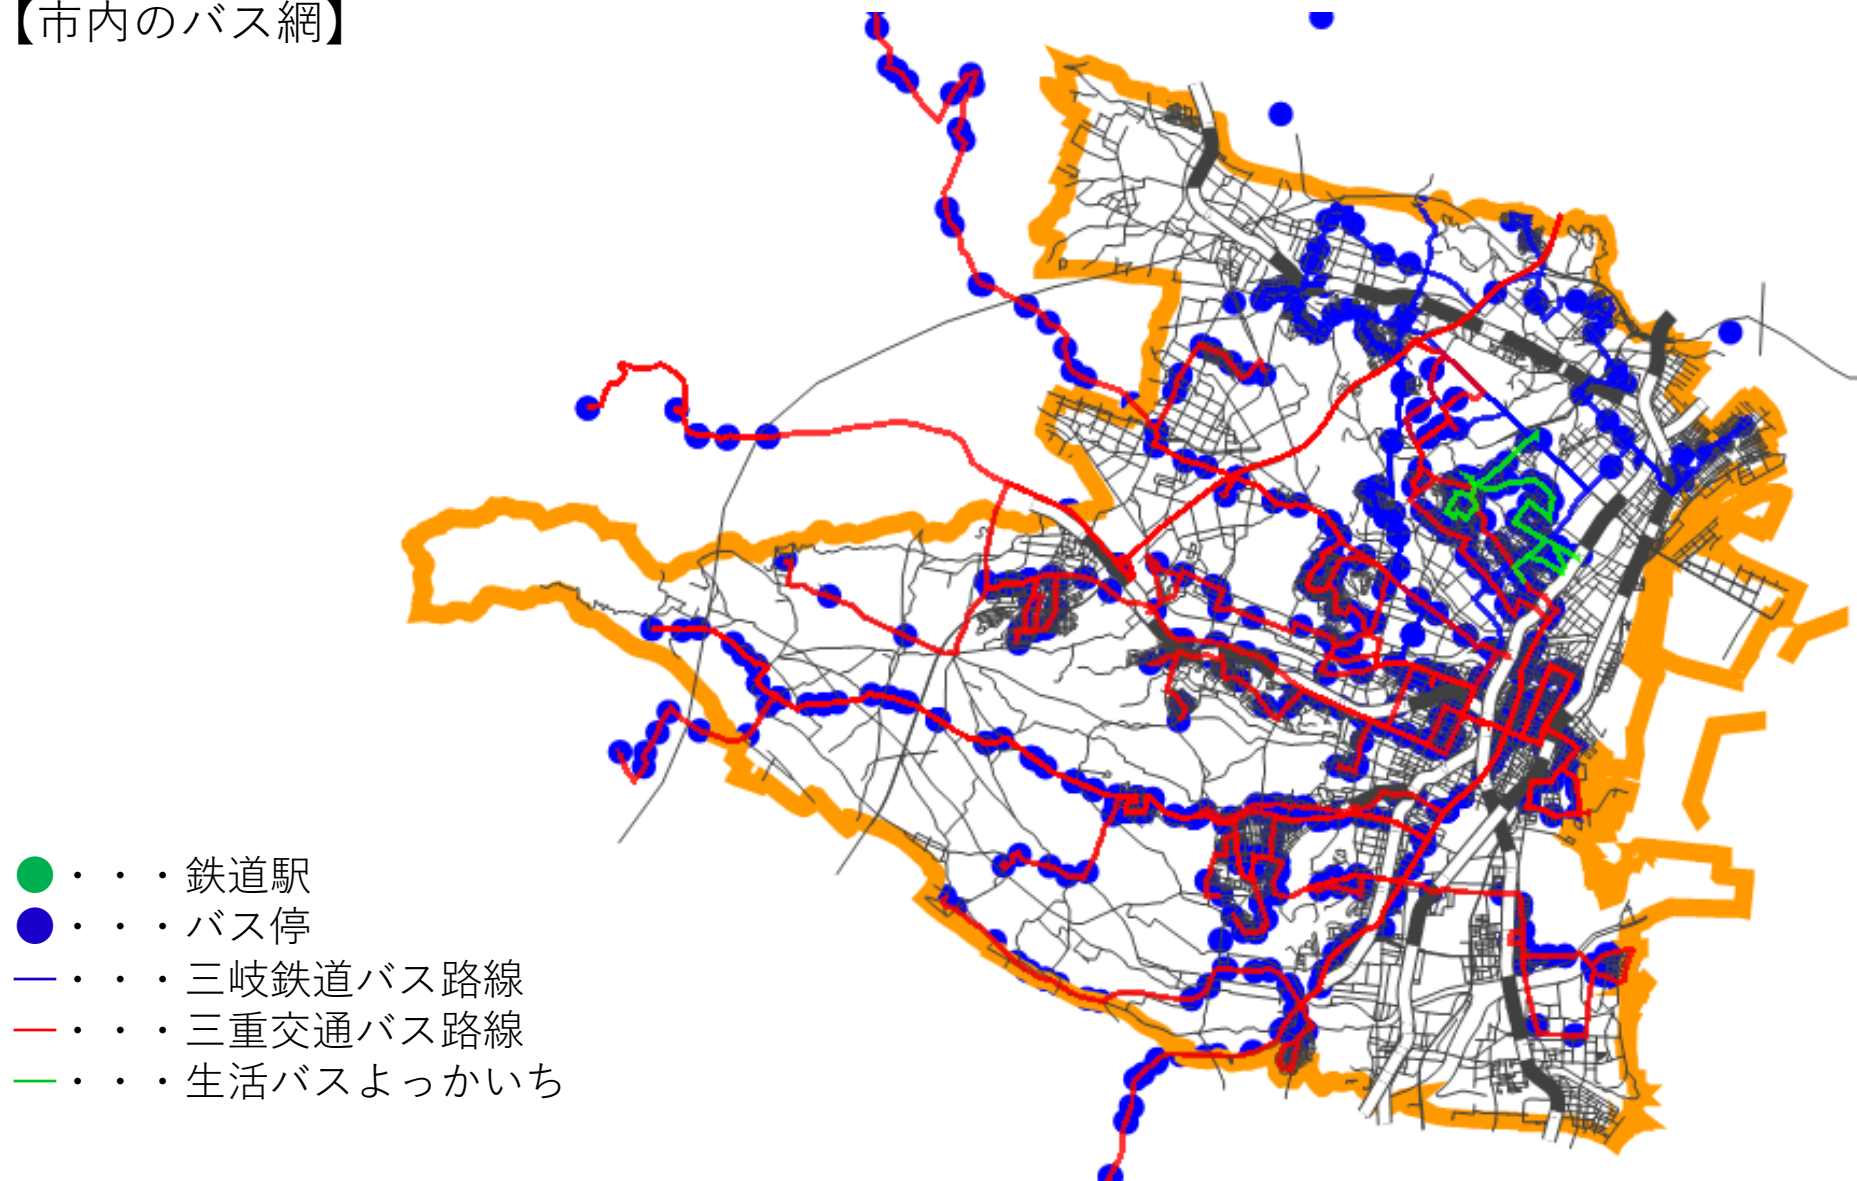 【市内のバス網】
●・・・鉄道駅
●・・・バス停
―・・・三岐鉄道バス路線
―・・・三重交通バス路線
―・・・生活バスよっかいち